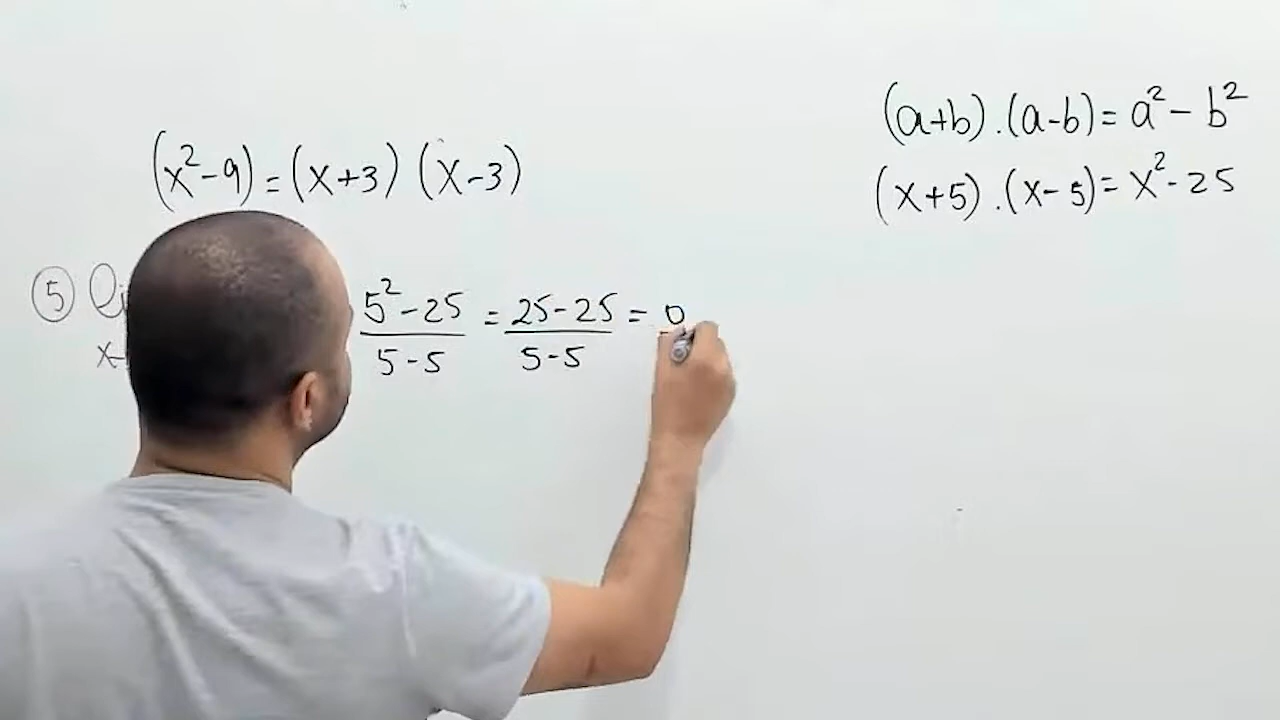 (a+b).(a-b)=a²-b²
(x²-9)=(x+3)(x-3)
(x+5).(x-5)=x²-25
5 5²-25/5-5 = 25-25/5-5 = 0